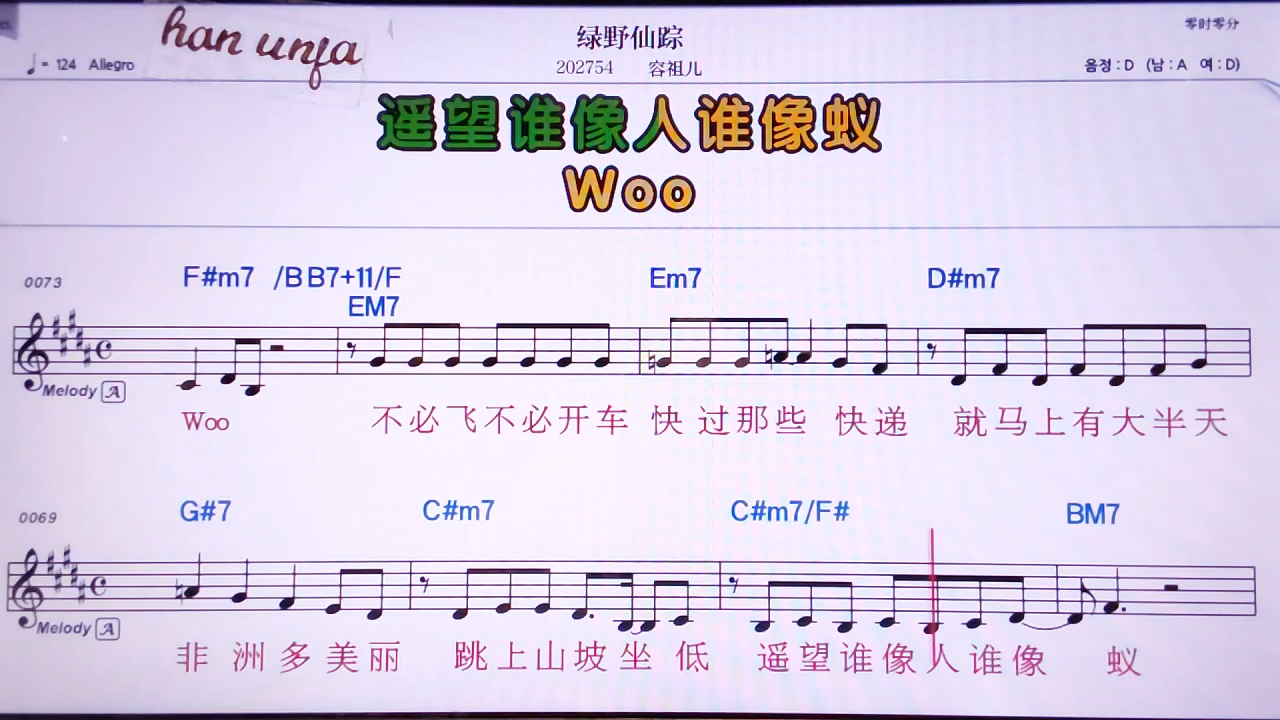 han unfa
绿野仙踪
零时零分
♩= 124 Allegro
202754 容祖儿
음정 : D (남 : A 여 : D)
遥望谁像人谁像蚁
Woo
0073
F#m7 /B B7+11/F Em7 D#m7
EM7
Melody A
Woo 不必飞不必开车 快过那些 快递 就马上有大半天
0069
G#7 C#m7 C#m7/F# BM7
Melody A
非洲多美丽 跳上山坡坐低 遥望谁像人谁像 蚁